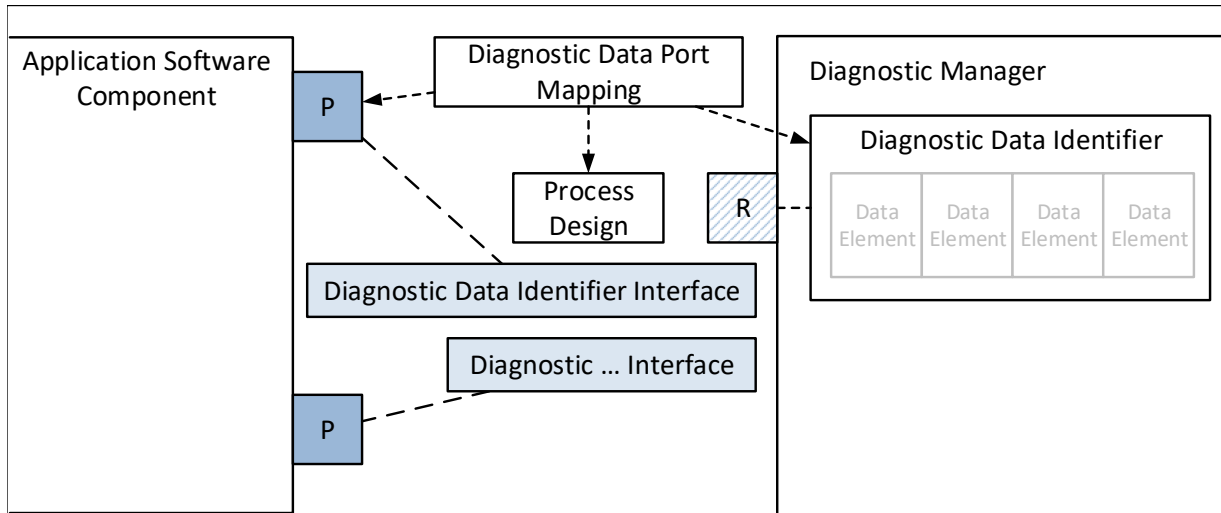 Application Software
Component
P
Diagnostic Data Port
Mapping
Process
Design
R
Diagnostic Manager
Diagnostic Data Identifier
Data
Element
Data
Element
Data
Element
Data
Element
Diagnostic Data Identifier Interface
Diagnostic ... Interface
P